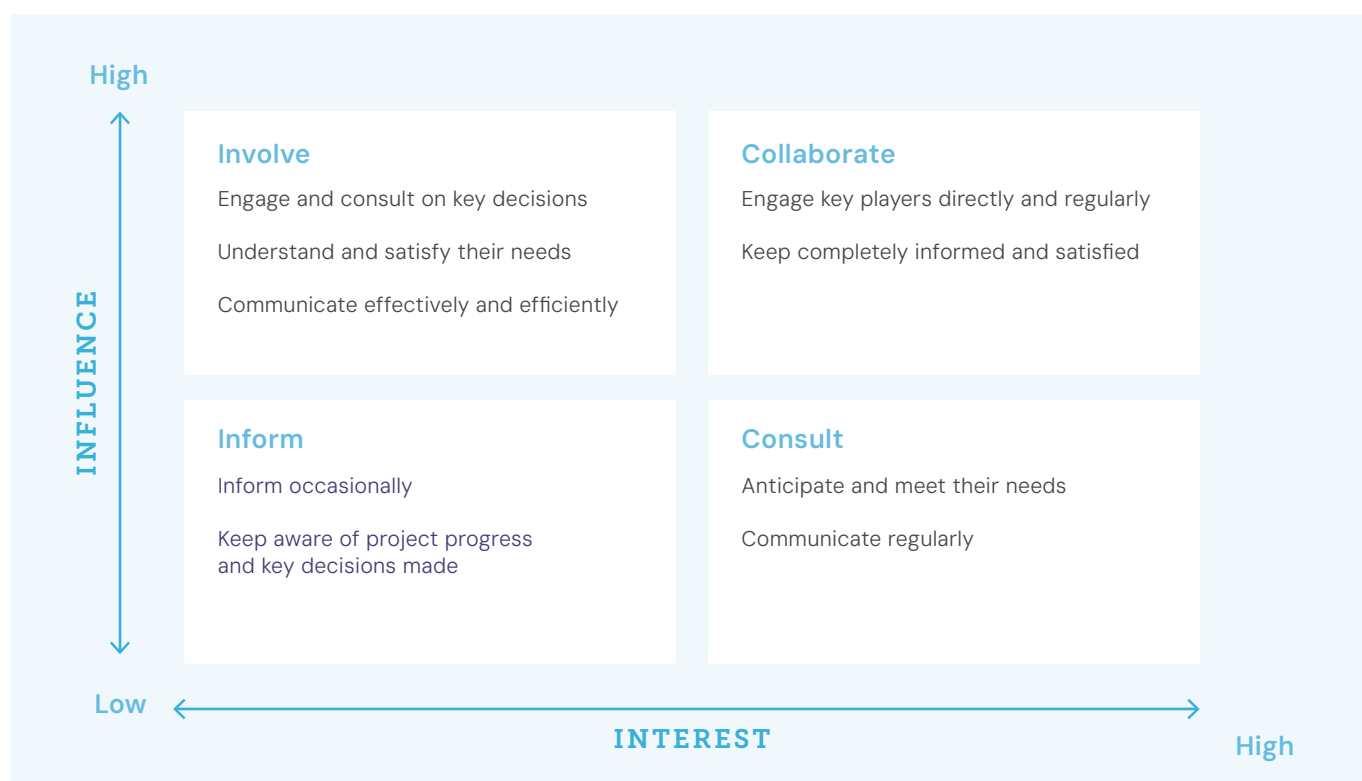 High
Involve
Engage and consult on key decisions
Understand and satisfy their needs
Communicate effectively and efficiently
Collaborate
Engage key players directly and regularly
Keep completely informed and satisfied
INFLUENCE
Inform
Inform occasionally
Keep aware of project progress
and key decisions made
Consult
Anticipate and meet their needs
Communicate regularly
Low
INTEREST
High